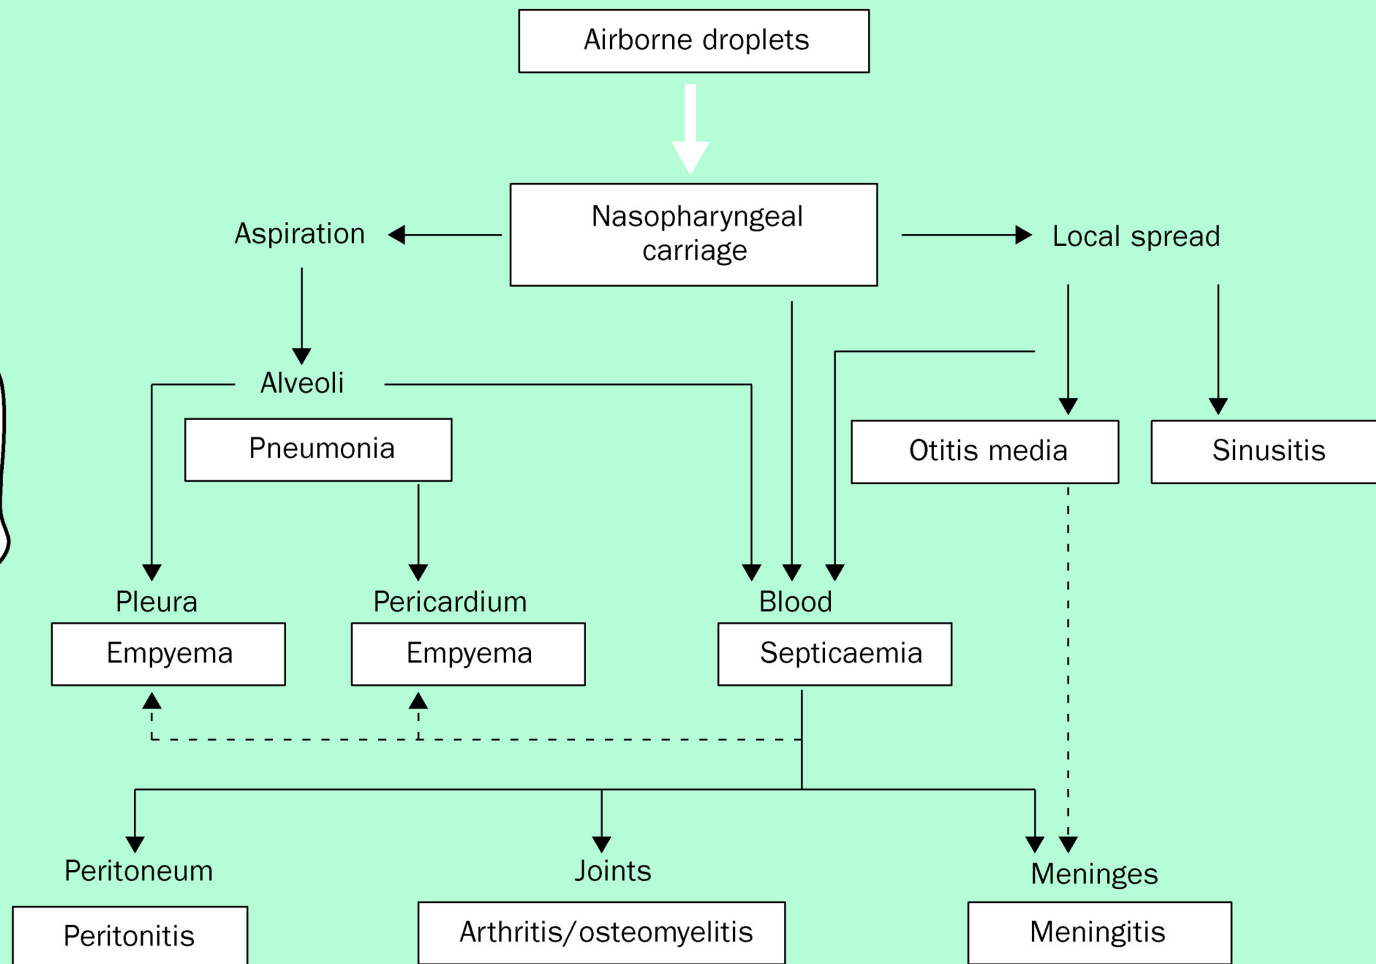 Airborne droplets
Nasopharyngeal
carriage
Aspiration
Local spread
Alveoli
Pneumonia
Otitis media
Sinusitis
Pleura
Pericardium
Blood
Empyema
Empyema
Septicaemia
Peritoneum
Joints
Meninges
Peritonitis
Arthritis/osteomyelitis
Meningitis